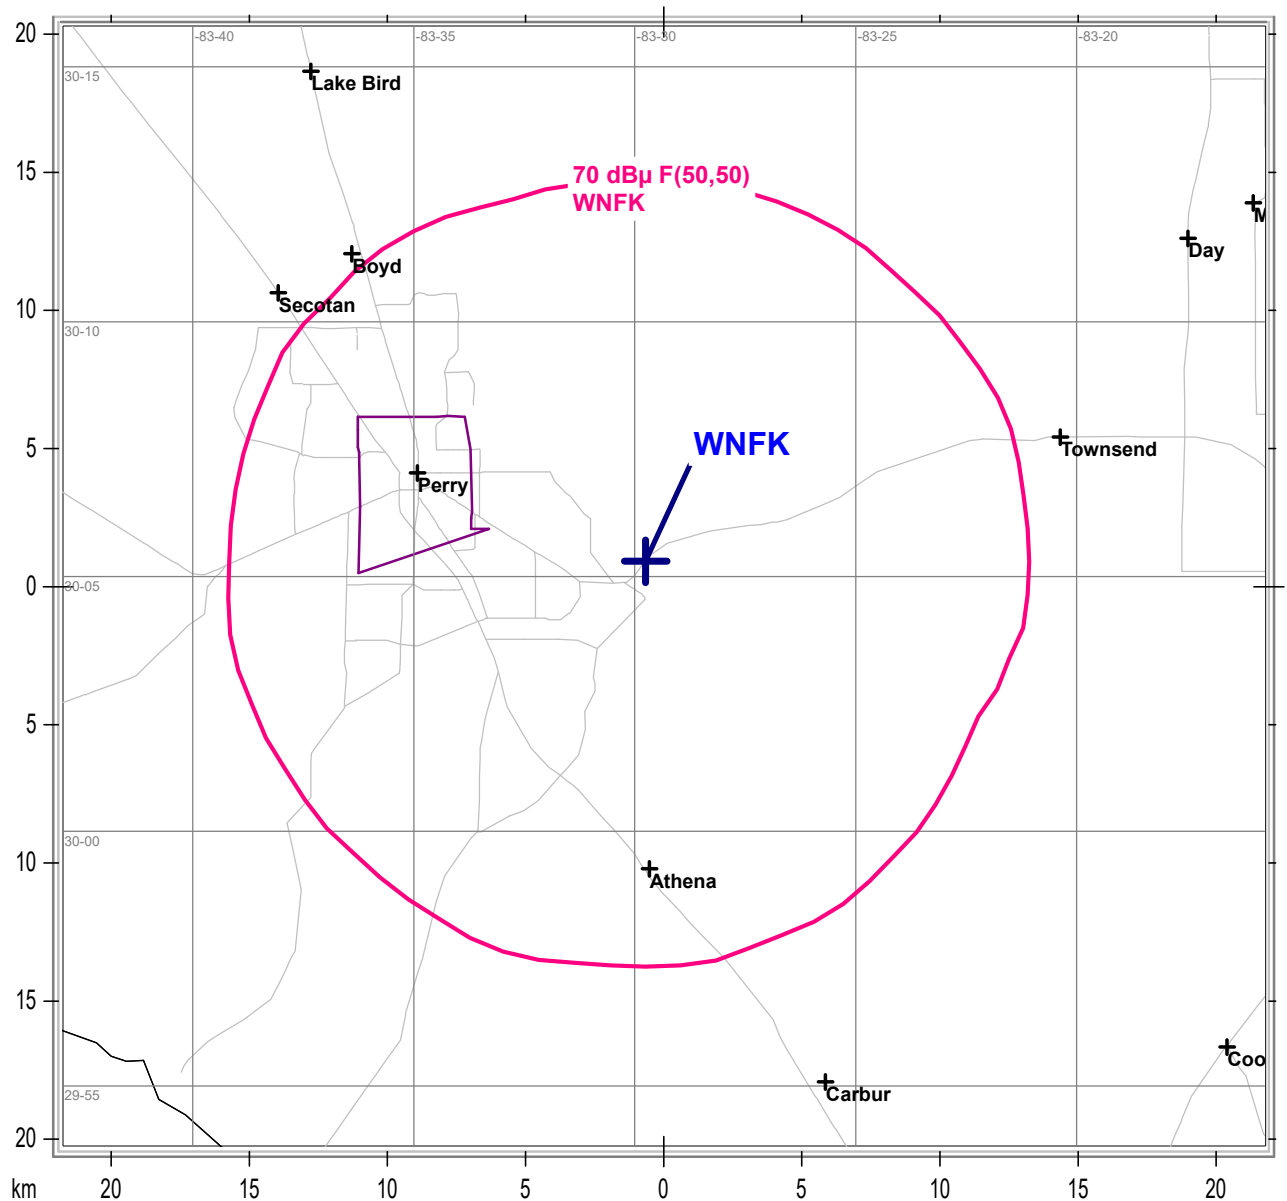 20
-83-40
-83-35
-83-30
-83-25
-83-20
30-15
Lake Bird
15
70 dBµ F(50,50)
WNFK
M
Day
Boyd
10
Secotan
30-10
5
WNFK
Townsend
Perry
0
30-05
5
30-00
10
Athena
15
Coo
29-55
Carbur
20
km
20
15
10
5
0
5
10
15
20